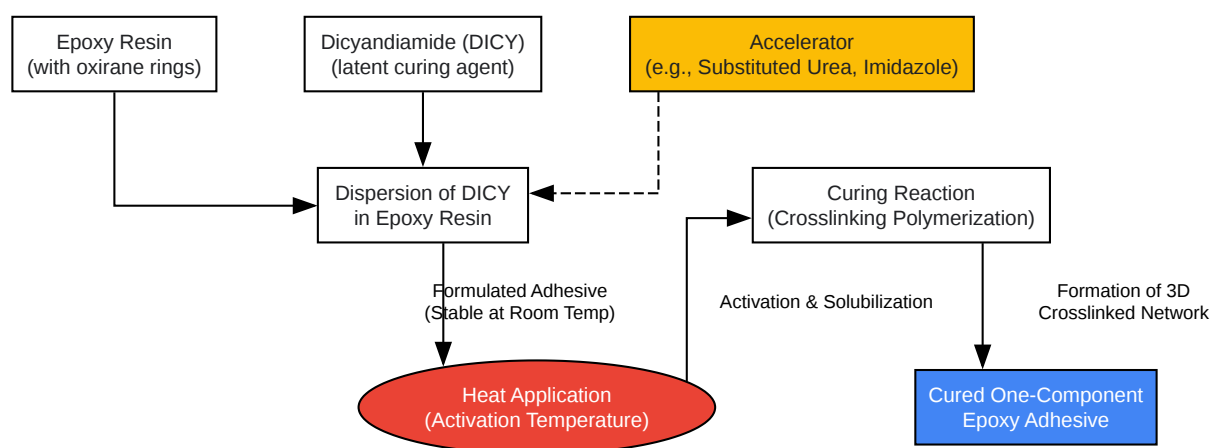 Epoxy Resin
(with oxirane rings)
Dicyandiamide (DICY)
(latent curing agent)
Accelerator
(e.g., Substituted Urea, Imidazole)
Dispersion of DICY
in Epoxy Resin
Curing Reaction
(Crosslinking Polymerization)
Formulated Adhesive
(Stable at Room Temp)
Activation & Solubilization
Formation of 3D
Crosslinked Network
Heat Application
(Activation Temperature)
Cured One-Component
Epoxy Adhesive